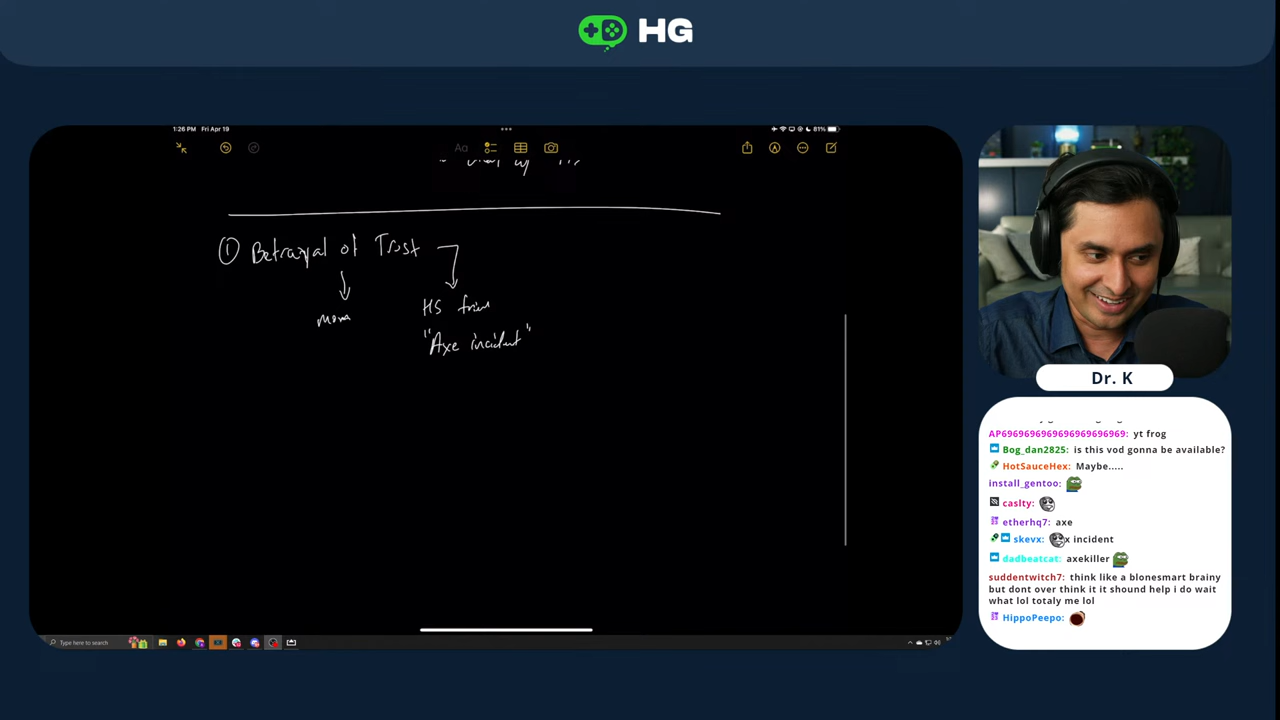 HG
1:26 PM Fri Apr 19
81%
Aa
① Betrayal of Trust
mom
HS frien
"Axe incident"
Type here to search
Dr. K
AP6969696969696969696969: yt frog
Bog_dan2825: is this vod gonna be available?
HotSauceHex: Maybe.....
install_gentoo:
caslty:
etherhq7: axe
skevx: x incident
dadbeatcat: axekiller
suddentwitch7: think like a blonesmart brainy
but dont over think it it shound help i do wait
what lol totaly me lol
HippoPeepo: